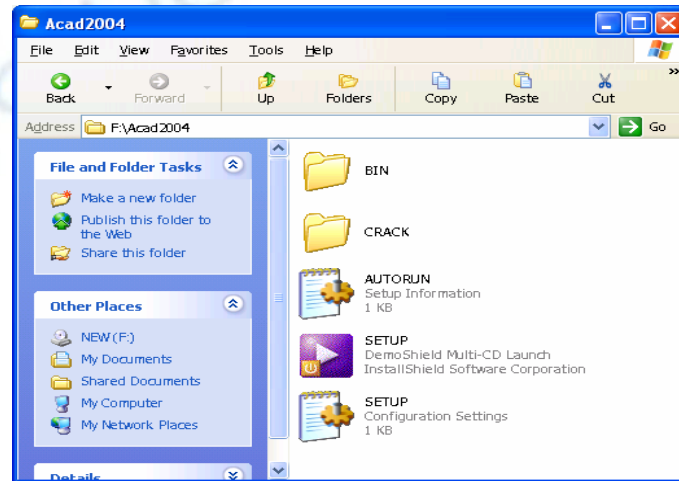 Acad2004
File Edit View Favorites Tools Help
Back Forward Up Folders Copy Paste Cut »
Address F:\Acad2004 Go
File and Folder Tasks
Make a new folder
Publish this folder to
the Web
Share this folder
Other Places
NEW (F:)
My Documents
Shared Documents
My Computer
My Network Places
Details
BIN
CRACK
AUTORUN
Setup Information
1 KB
SETUP
DemoShield Multi-CD Launch
InstallShield Software Corporation
SETUP
Configuration Settings
1 KB